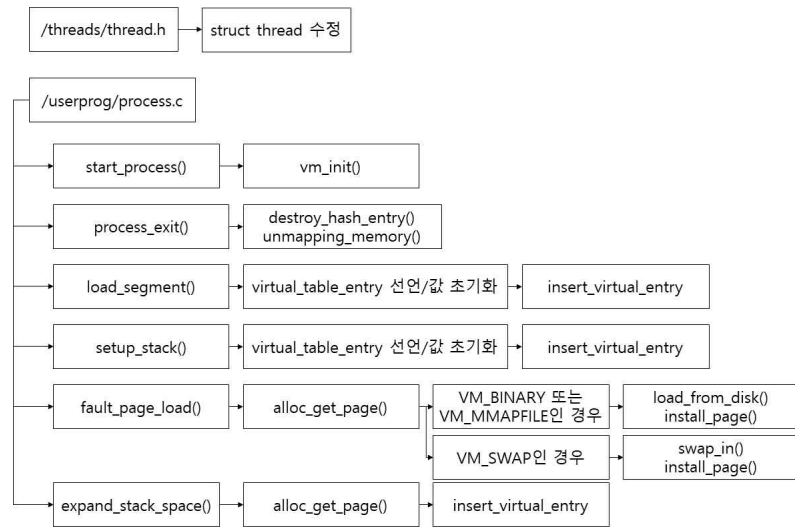 /threads/thread.h
struct thread 수정
/userprog/process.c
start_process()
vm_init()
process_exit()
destroy_hash_entry()
unmapping_memory()
load_segment()
virtual_table_entry 선언/값 초기화
insert_virtual_entry
setup_stack()
virtual_table_entry 선언/값 초기화
insert_virtual_entry
fault_page_load()
alloc_get_page()
VM_BINARY 또는
VM_MMAPFILE인 경우
load_from_disk()
install_page()
VM_SWAP인 경우
swap_in()
install_page()
expand_stack_space()
alloc_get_page()
insert_virtual_entry